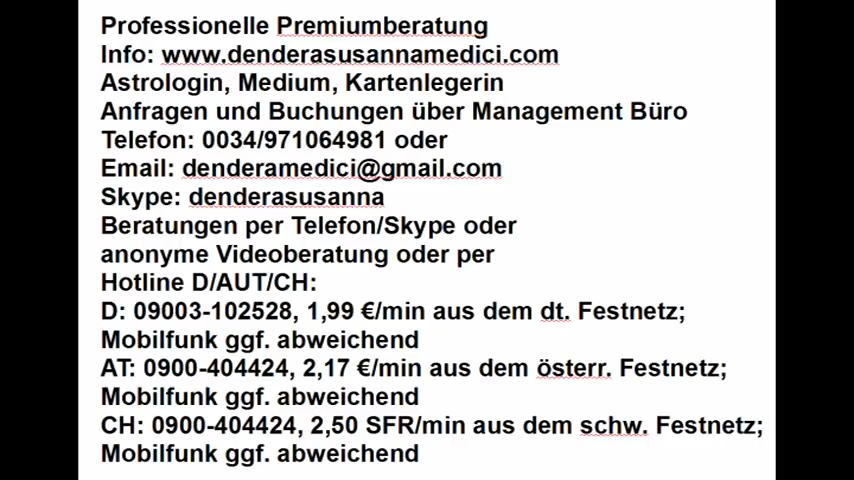 Professionelle Premiumberatung
Info: www.denderasusannamedici.com
Astrologin, Medium, Kartenlegerin
Anfragen und Buchungen über Management Büro
Telefon: 0034/971064981 oder
Email: denderamedici@gmail.com
Skype: denderasusanna
Beratungen per Telefon/Skype oder
anonyme Videoberatung oder per
Hotline D/AUT/CH:
D: 09003-102528, 1,99 €/min aus dem dt. Festnetz;
Mobilfunk ggf. abweichend
AT: 0900-404424, 2,17 €/min aus dem österr. Festnetz;
Mobilfunk ggf. abweichend
CH: 0900-404424, 2,50 SFR/min aus dem schw. Festnetz;
Mobilfunk ggf. abweichend